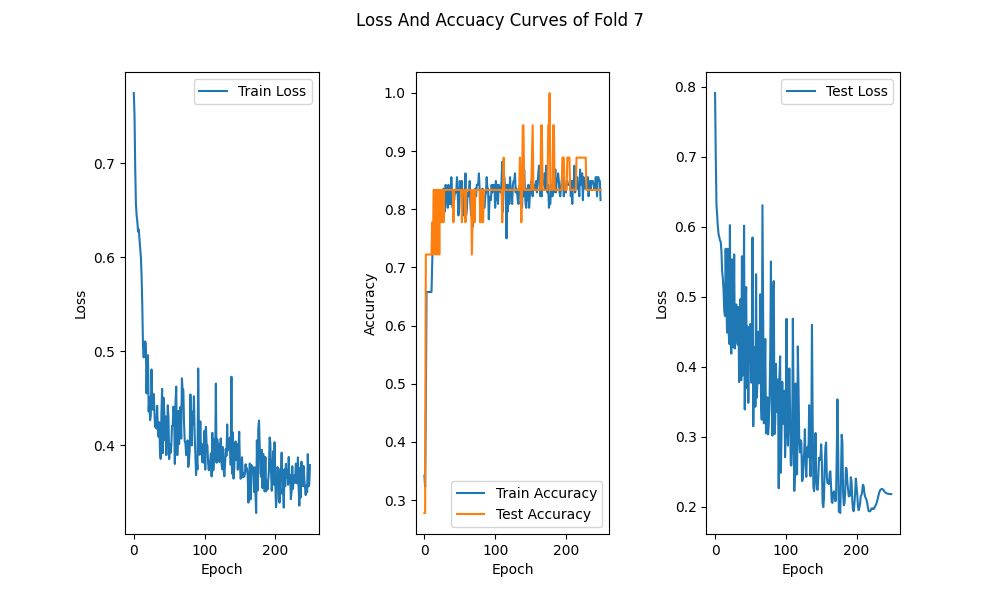 Loss And Accuacy Curves of Fold 7
Train Loss
0.7
0.6
0.5
0.4
Loss
0
100
200
Epoch
1.0
0.9
0.8
0.7
0.6
0.5
0.4
0.3
Accuracy
Train Accuracy
Test Accuracy
0
100
200
Epoch
Test Loss
0.8
0.7
0.6
0.5
0.4
0.3
0.2
Loss
0
100
200
Epoch